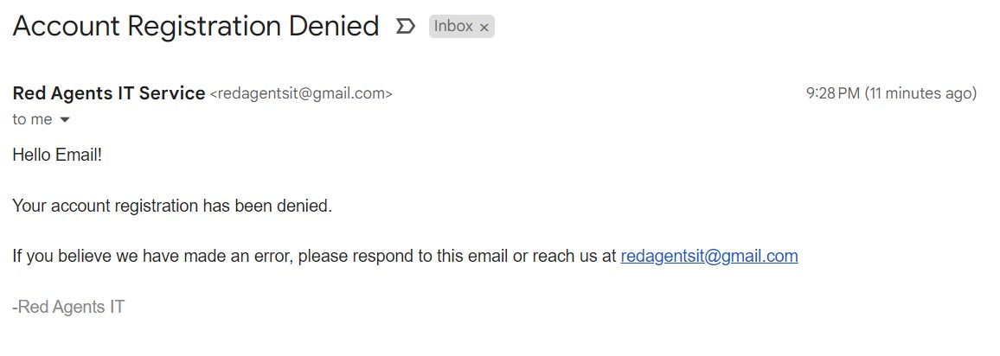 Account Registration Denied Inbox ×
Red Agents IT Service <redagentsit@gmail.com> 9:28 PM (11 minutes ago)
to me
Hello Email!
Your account registration has been denied.
If you believe we have made an error, please respond to this email or reach us at redagentsit@gmail.com
-Red Agents IT